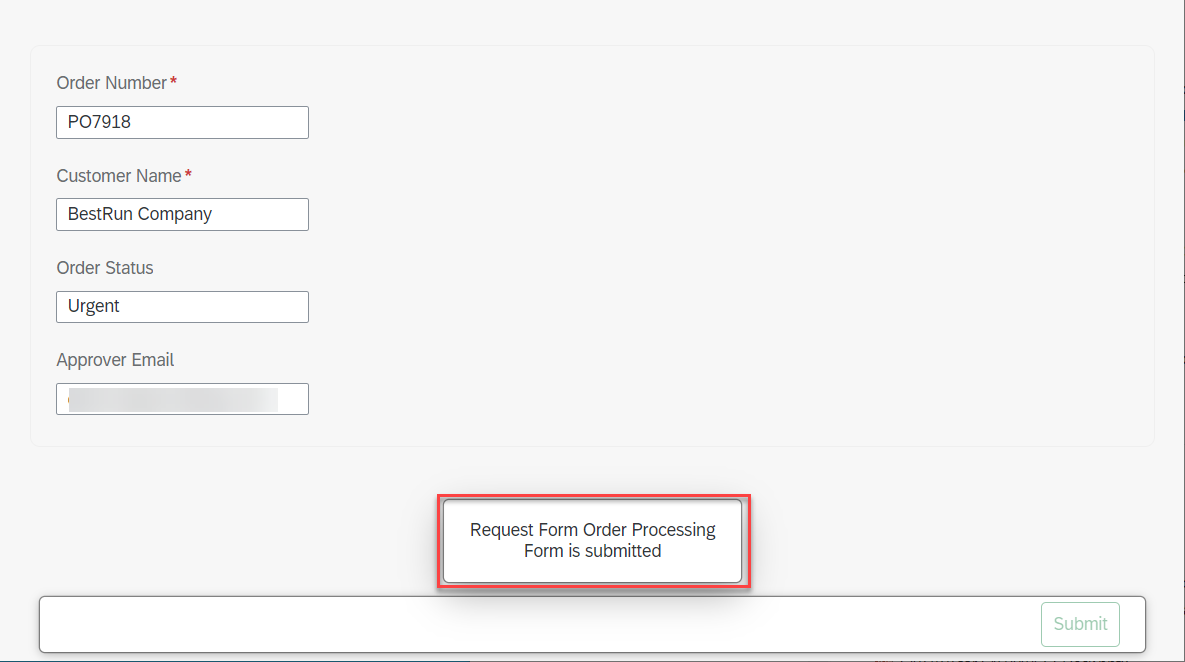 Order Number*
PO7918
Customer Name*
BestRun Company
Order Status
Urgent
Approver Email
Request Form Order Processing
Form is submitted
Submit